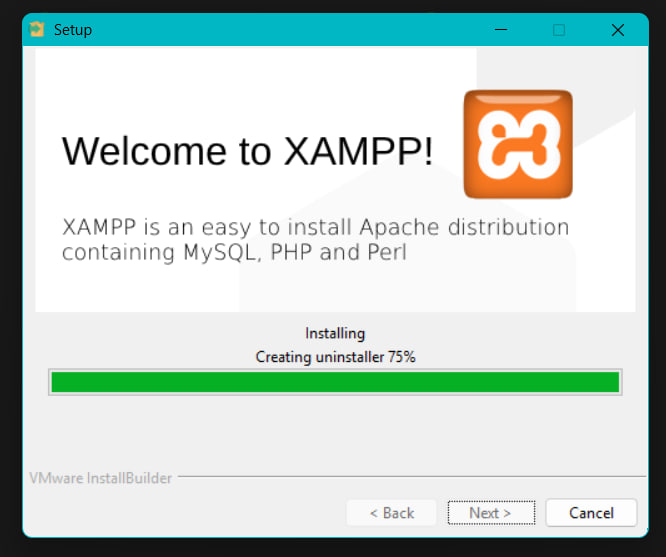 Setup
Welcome to XAMPP!
XAMPP is an easy to install Apache distribution
containing MySQL, PHP and Perl
Installing
Creating uninstaller 75%
VMware InstallBuilder
< Back
Next >
Cancel